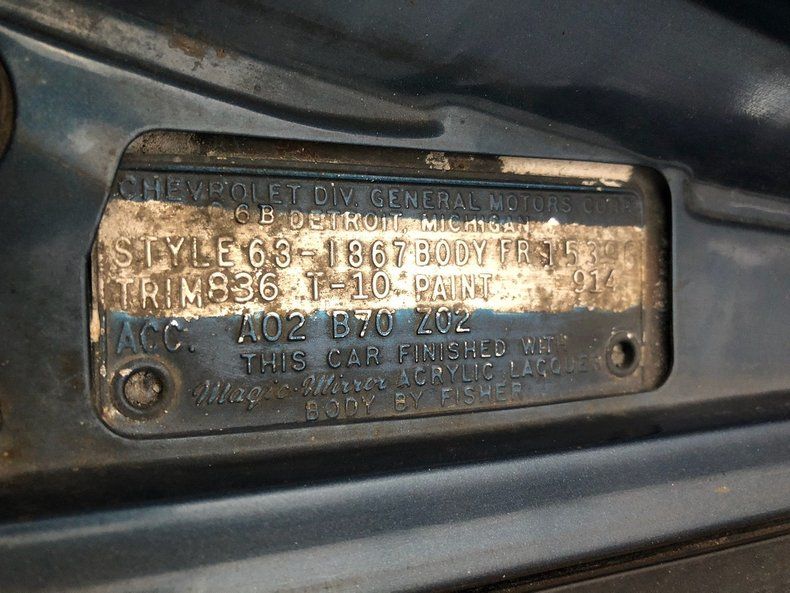 CHEVROLET DIV. GENERAL MOTORS CORP
6B DETROIT, MICHIGAN
STYLE 63-1867 BODY FR
TRIM 836 T-10 PAINT 914
ACC. A02 B70 Z02
THIS CAR FINISHED WITH
Magic-Mirror ACRYLIC LACQUER
BODY BY FISHER